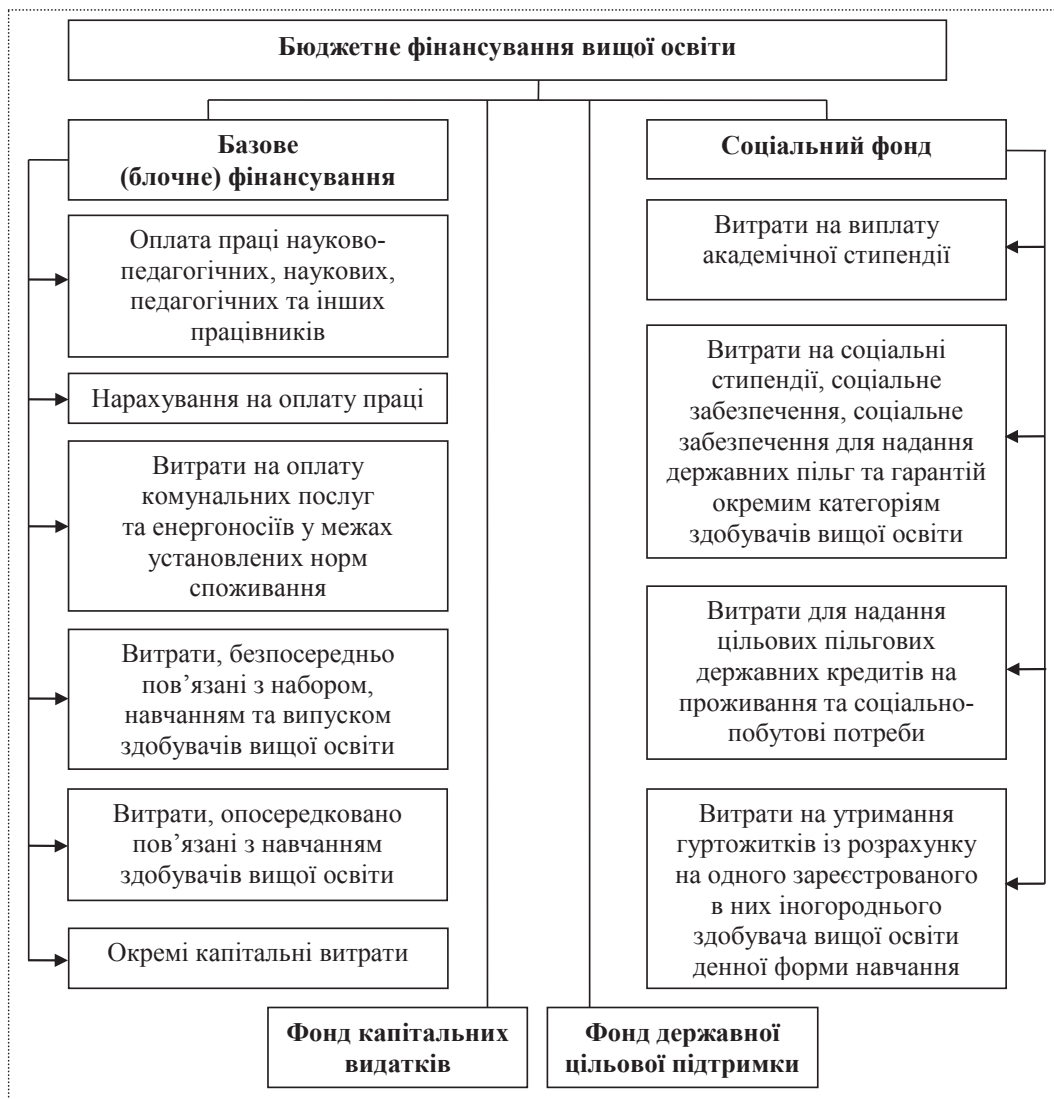 Бюджетне фінансування вищої освіти
Базове
(блочне) фінансування
Оплата праці науково-
педагогічних, наукових,
педагогічних та інших
працівників
Нарахування на оплату праці
Витрати на оплату
комунальних послуг
та енергоносіїв у межах
установлених норм
споживання
Витрати, безпосередньо
пов’язані з набором,
навчанням та випуском
здобувачів вищої освіти
Витрати, опосередковано
пов’язані з навчанням
здобувачів вищої освіти
Окремі капітальні витрати
Соціальний фонд
Витрати на виплату
академічної стипендії
Витрати на соціальні
стипендії, соціальне
забезпечення, соціальне
забезпечення для надання
державних пільг та гарантій
окремим категоріям
здобувачів вищої освіти
Витрати для надання
цільових пільгових
державних кредитів на
проживання та соціально-
побутові потреби
Витрати на утримання
гуртожитків із розрахунку
на одного зареєстрованого
в них іногороднього
здобувача вищої освіти
денної форми навчання
Фонд капітальних
видатків
Фонд державної
цільової підтримки